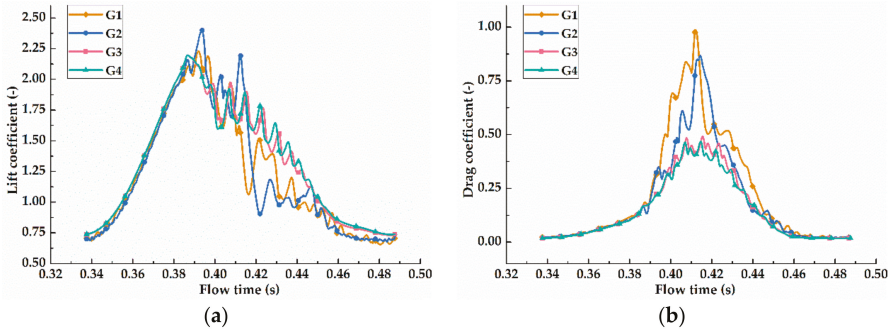 G1
G2
G3
G4
Lift coefficient (-)
2.50
2.25
2.00
1.75
1.50
1.25
1.00
0.75
0.50
0.32 0.34 0.36 0.38 0.40 0.42 0.44 0.46 0.48 0.50
Flow time (s)
(a)
G1
G2
G3
G4
Drag coefficient (-)
1.00
0.75
0.50
0.25
0.00
0.32 0.34 0.36 0.38 0.40 0.42 0.44 0.46 0.48 0.50
Flow time (s)
(b)